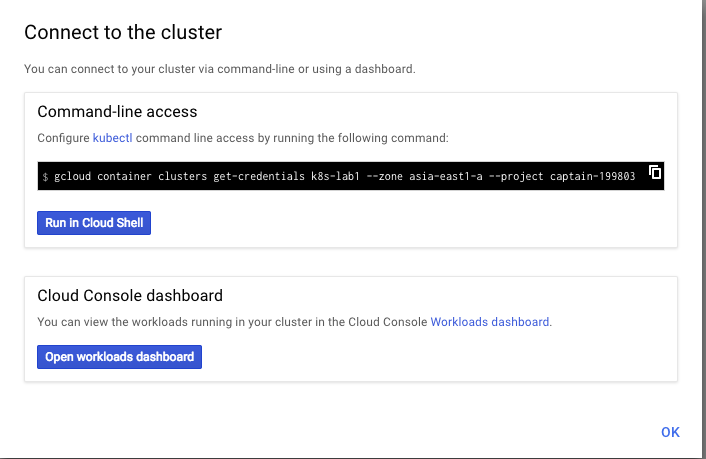 Connect to the cluster
You can connect to your cluster via command-line or using a dashboard.
Command-line access
Configure kubectl command line access by running the following command:
$ gcloud container clusters get-credentials k8s-lab1 --zone asia-east1-a --project captain-199803
Run in Cloud Shell
Cloud Console dashboard
You can view the workloads running in your cluster in the Cloud Console Workloads dashboard.
Open workloads dashboard
OK